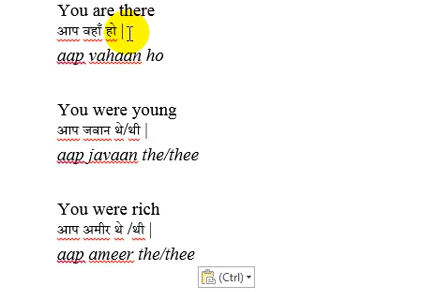 You are there
आप वहाँ हो |
aap vahaan ho
You were young
आप जवान थे/थी |
aap javaan the/thee
You were rich
आप अमीर थे /थी |
aap ameer the/thee
(Ctrl)